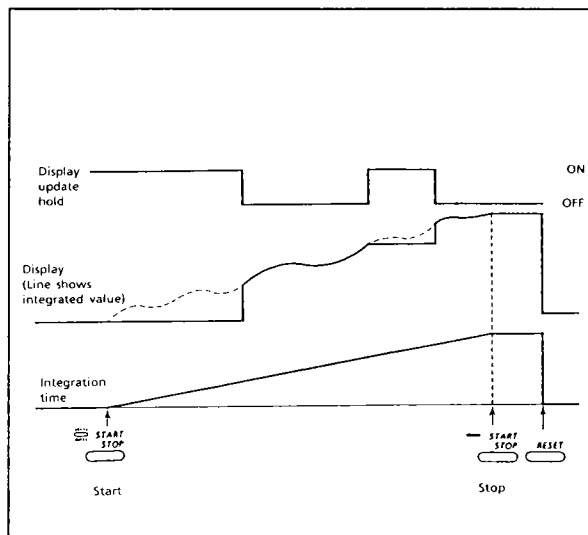 Display
update
hold
ON
OFF
Display
(Line shows
integrated value)
Integration
time
START
STOP
START
STOP
RESET
Start
Stop